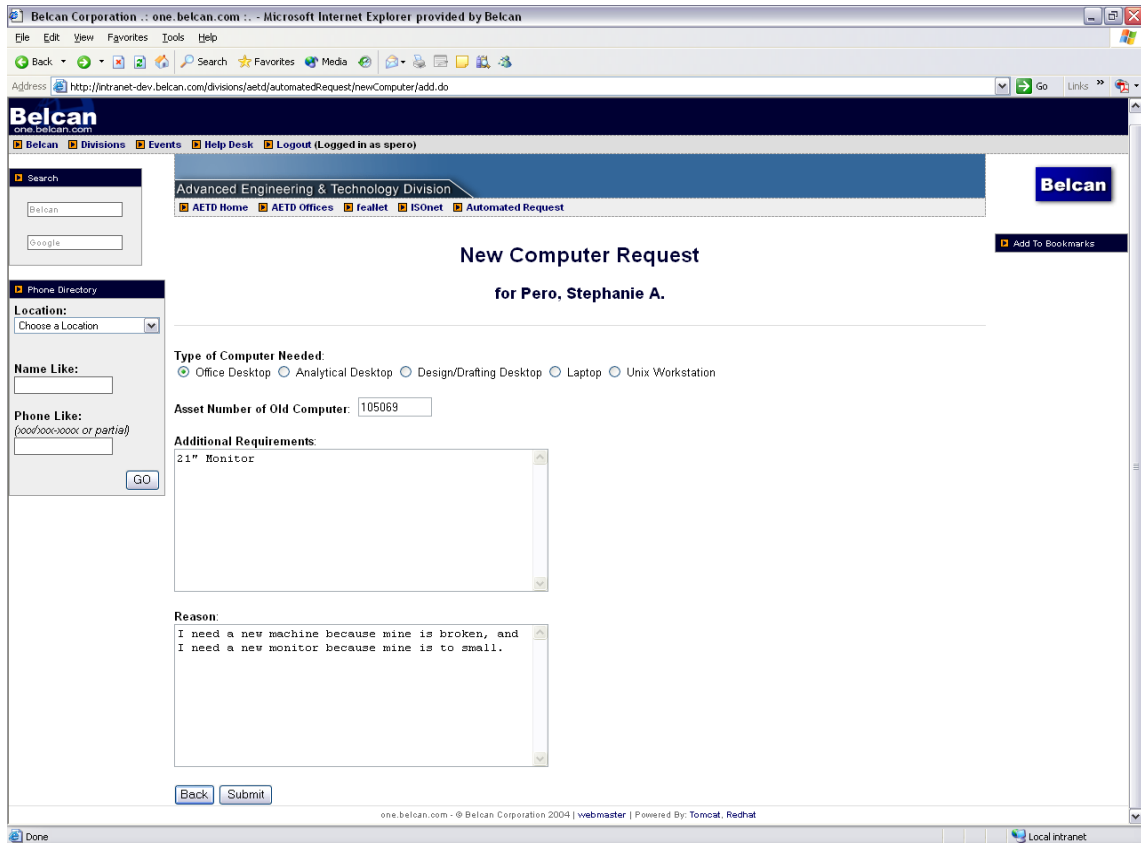 Belcan Corporation .: one.belcan.com :. - Microsoft Internet Explorer provided by Belcan
File Edit View Favorites Tools Help
Back Search Favorites Media
Address http://intranet-dev.belcan.com/divisions/aetd/automatedRequest/newComputer/add.do Go Links »
Belcan
one.belcan.com
Belcan Divisions Events Help Desk Logout (Logged in as spero)
Search
Belcan
Google
Advanced Engineering & Technology Division
AETD Home AETD Offices feaNet ISOnet Automated Request
Belcan
Add To Bookmarks
New Computer Request
for Pero, Stephanie A.
Phone Directory
Location:
Choose a Location
Name Like:
Phone Like:
(xxx/xxx-xxxx or partial)
GO
Type of Computer Needed:
Office Desktop Analytical Desktop Design/Drafting Desktop Laptop Unix Workstation
Asset Number of Old Computer: 105069
Additional Requirements:
21" Monitor
Reason:
I need a new machine because mine is broken, and
I need a new monitor because mine is to small.
Back Submit
one.belcan.com - © Belcan Corporation 2004 | webmaster | Powered By: Tomcat, Redhat
Done Local intranet